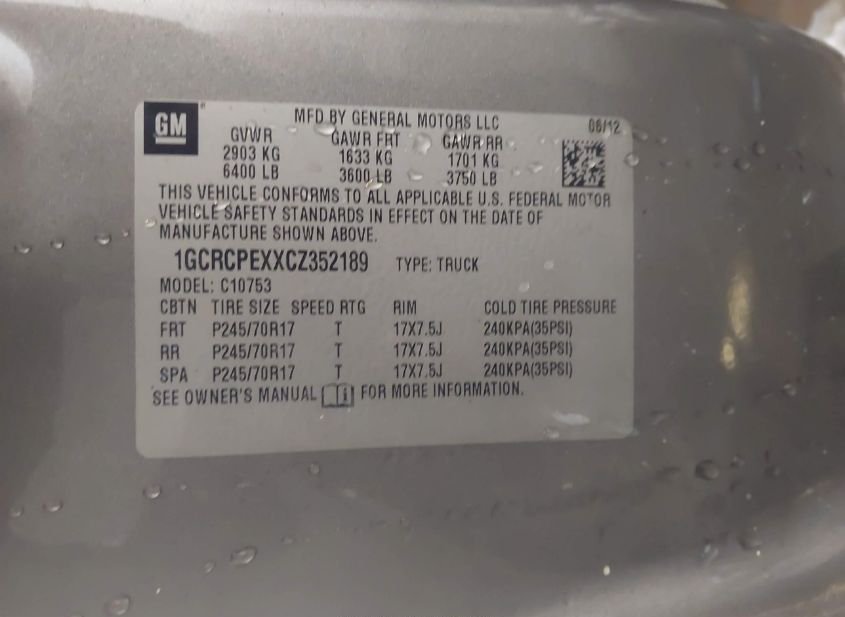 GM
MFD BY GENERAL MOTORS LLC 08/12
GVWR GAWR FRT GAWR RR
2903 KG 1633 KG 1701 KG
6400 LB 3600 LB 3750 LB
THIS VEHICLE CONFORMS TO ALL APPLICABLE U.S. FEDERAL MOTOR
VEHICLE SAFETY STANDARDS IN EFFECT ON THE DATE OF
MANUFACTURE SHOWN ABOVE.
1GCRCPEXXCZ352189 TYPE: TRUCK
MODEL: C10753
CBTN TIRE SIZE SPEED RTG RIM COLD TIRE PRESSURE
FRT P245/70R17 T 17X7.5J 240KPA(35PSI)
RR P245/70R17 T 17X7.5J 240KPA(35PSI)
SPA P245/70R17 T 17X7.5J 240KPA(35PSI)
SEE OWNER'S MANUAL FOR MORE INFORMATION.